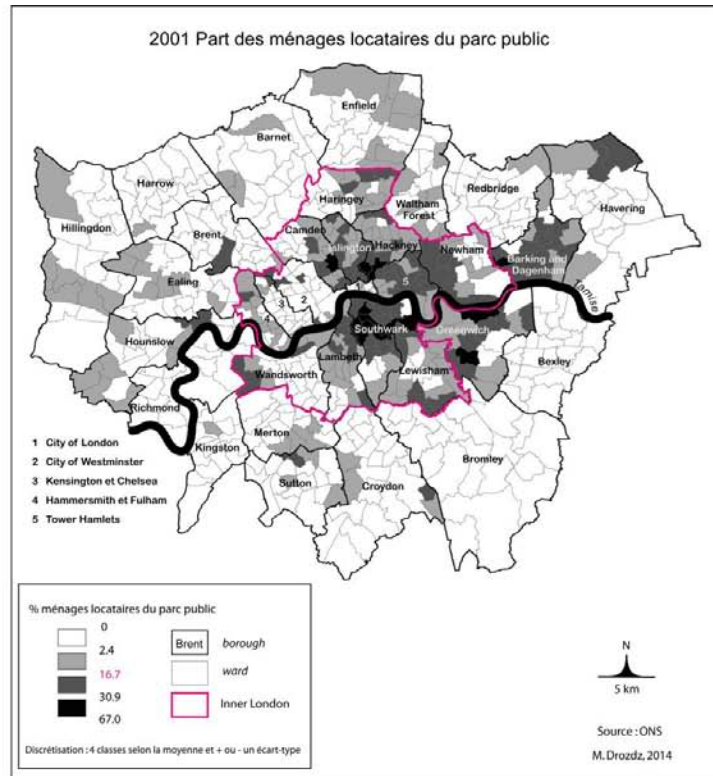 2001 Part des ménages locataires du parc public
Enfield
Barnet
Harrow
Haringey
Waltham
Forest
Redbridge
Havering
Hillingdon
Brent
Camden
Islington
Hackney
Newham
Barking and
Dagenham
Ealing
5
3
2
4
Tamise
Hounslow
Southwark
Greenwich
Lambeth
Wandsworth
Lewisham
Bexley
Richmond
Kingston
Merton
Bromley
Sutton
Croydon
1 City of London
2 City of Westminster
3 Kensington et Chelsea
4 Hammersmith et Fulham
5 Tower Hamlets
% ménages locataires du parc public
0
2.4
16.7
30.9
67.0
Brent borough
ward
Inner London
Discrétisation : 4 classes selon la moyenne et + ou - un écart-type
N
5 km
Source : ONS
M. Drozdz, 2014